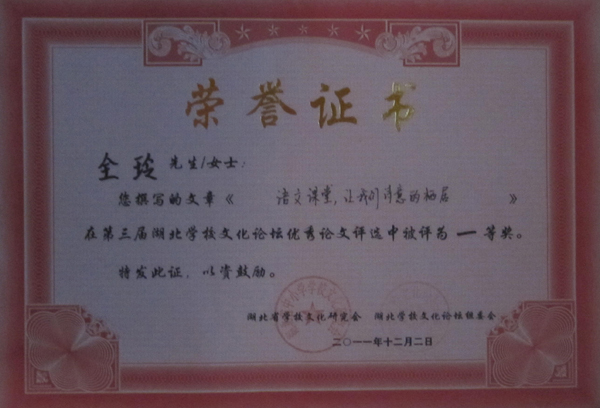 荣誉证书
全玲 先生/女士：
您撰写的文章《 语文课堂，让我们诗意的栖居 》
在第三届湖北学校文化论坛优秀论文评选中被评为一等奖。
特发此证，以资鼓励。
湖北省学校文化研究会 湖北学校文化论坛组委会
二〇一一年十二月二日